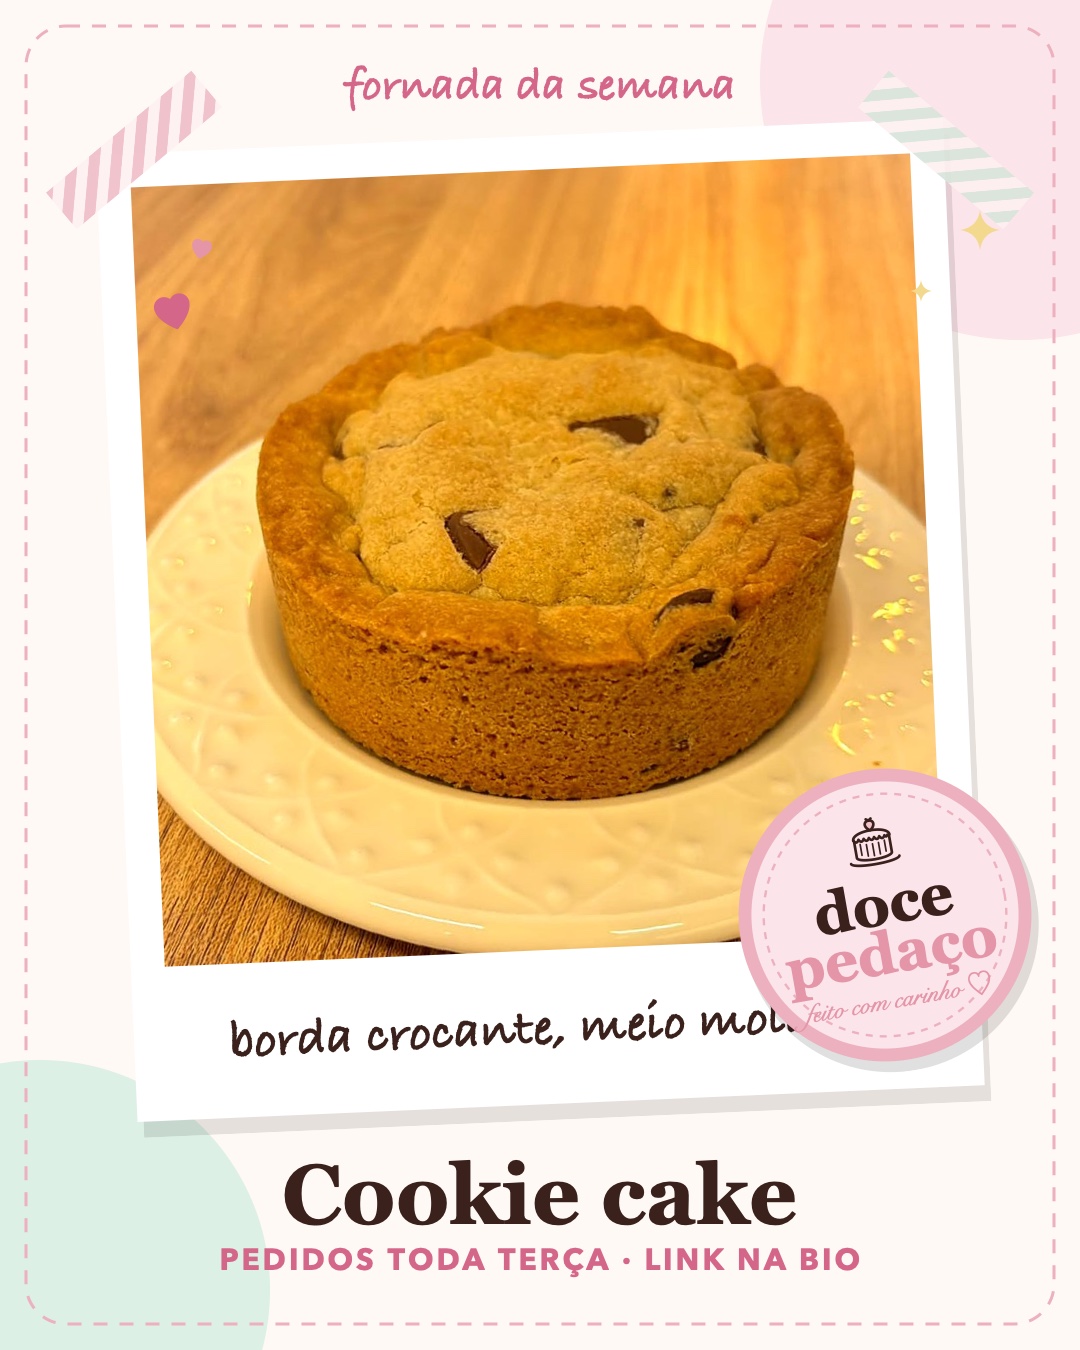 fornada da semana
borda crocante, meio
doce
pedaço
feito com carinho
Cookie cake
PEDIDOS TODA TERÇA · LINK NA BIO